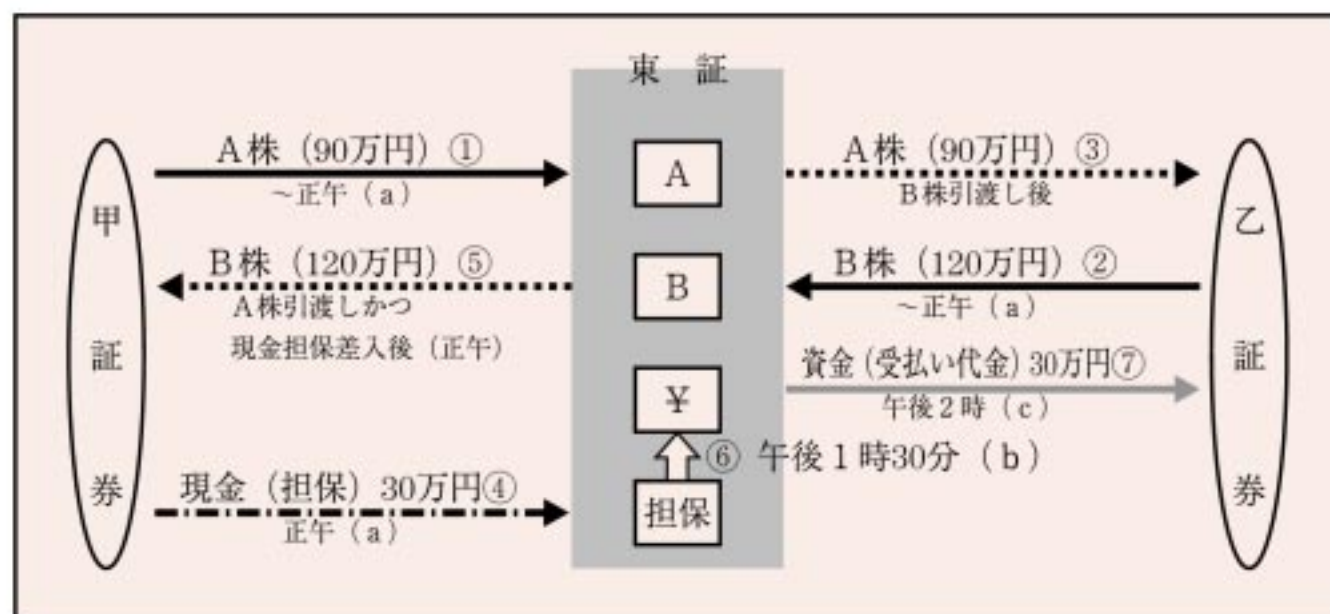 東 証
A株（90万円）①
～正午（a）
A
A株（90万円）③
B株引渡し後
甲証券
乙証券
B株（120万円）⑤
A株引渡しかつ
現金担保差入後（正午）
B
B株（120万円）②
～正午（a）
¥
資金（受払い代金）30万円⑦
午後2時（c）
⑥ 午後1時30分（b）
現金（担保）30万円④
正午（a）
担保